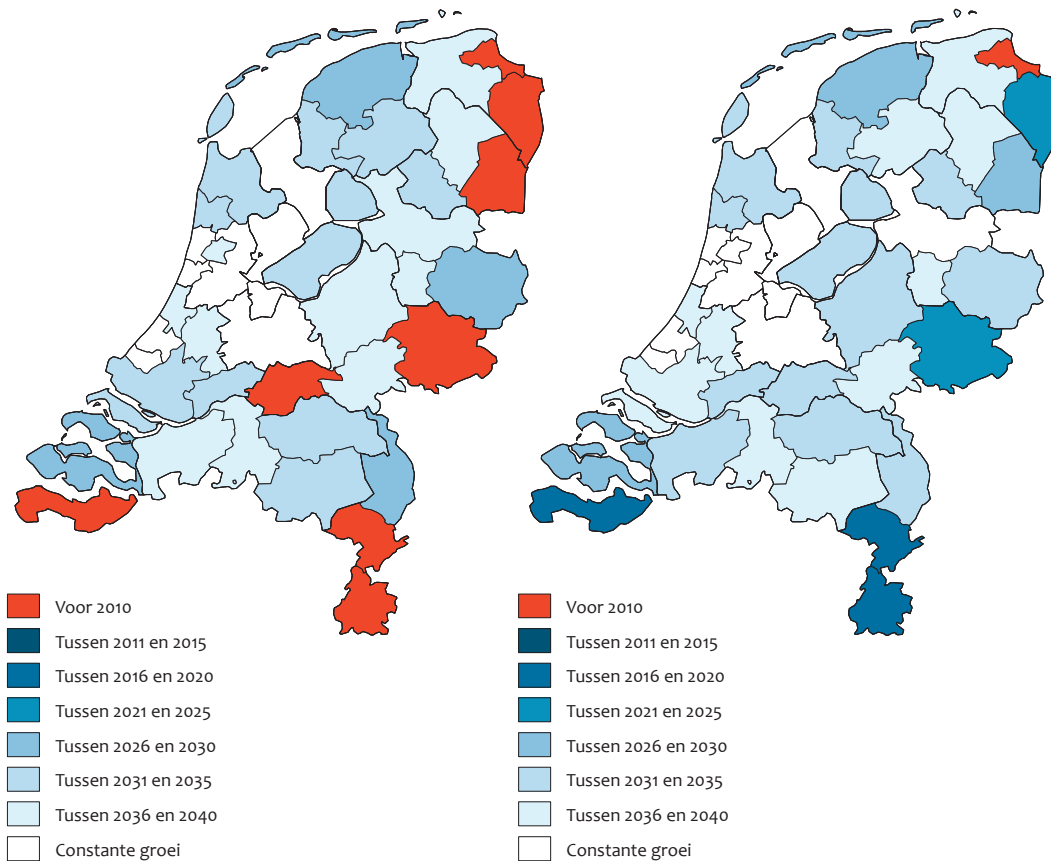 Voor 2010
Tussen 2011 en 2015
Tussen 2016 en 2020
Tussen 2021 en 2025
Tussen 2026 en 2030
Tussen 2031 en 2035
Tussen 2036 en 2040
Constante groei
Voor 2010
Tussen 2011 en 2015
Tussen 2016 en 2020
Tussen 2021 en 2025
Tussen 2026 en 2030
Tussen 2031 en 2035
Tussen 2036 en 2040
Constante groei